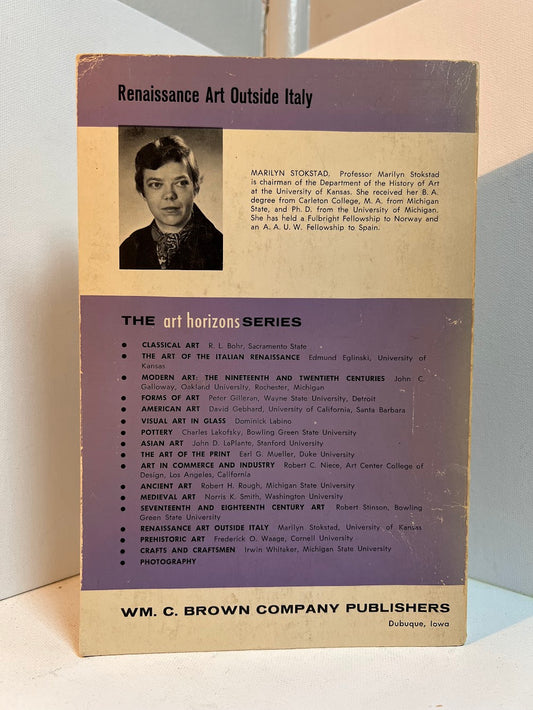 Renaissance Art Outside Italy
MARILYN STOKSTAD, Professor Marilyn Stokstad
is chairman of the Department of the History of Art
at the University of Kansas. She received her B. A.
degree from Carleton College, M. A. from Michigan
State, and Ph. D. from the University of Michigan.
She has held a Fulbright Fellowship to Norway and
an A. A. U. W. Fellowship to Spain.
THE art horizons SERIES
CLASSICAL ART R. L. Bohr, Sacramento State
THE ART OF THE ITALIAN RENAISSANCE Edmund Eglinski, University of
Kansas
MODERN ART: THE NINETEENTH AND TWENTIETH CENTURIES John C.
Galloway, Oakland University, Rochester, Michigan
FORMS OF ART Peter Gilleran, Wayne State University, Detroit
AMERICAN ART David Gebhard, University of California, Santa Barbara
VISUAL ART IN GLASS Dominick Labino
POTTERY Charles Lakofsky, Bowling Green State University
ASIAN ART John D. LaPlante, Stanford University
THE ART OF THE PRINT Earl G. Mueller, Duke University
ART IN COMMERCE AND INDUSTRY Robert C. Niece, Art Center College of
Design, Los Angeles, California
ANCIENT ART Robert H. Rough, Michigan State University
MEDIEVAL ART Norris K. Smith, Washington University
SEVENTEENTH AND EIGHTEENTH CENTURY ART Robert Stinson, Bowling
Green State University
RENAISSANCE ART OUTSIDE ITALY Marilyn Stokstad, University of Kansas
PREHISTORIC ART Frederick O. Waage, Cornell University
CRAFTS AND CRAFTSMEN Irwin Whitaker, Michigan State University
PHOTOGRAPHY
WM. C. BROWN COMPANY PUBLISHERS
Dubuque, Iowa